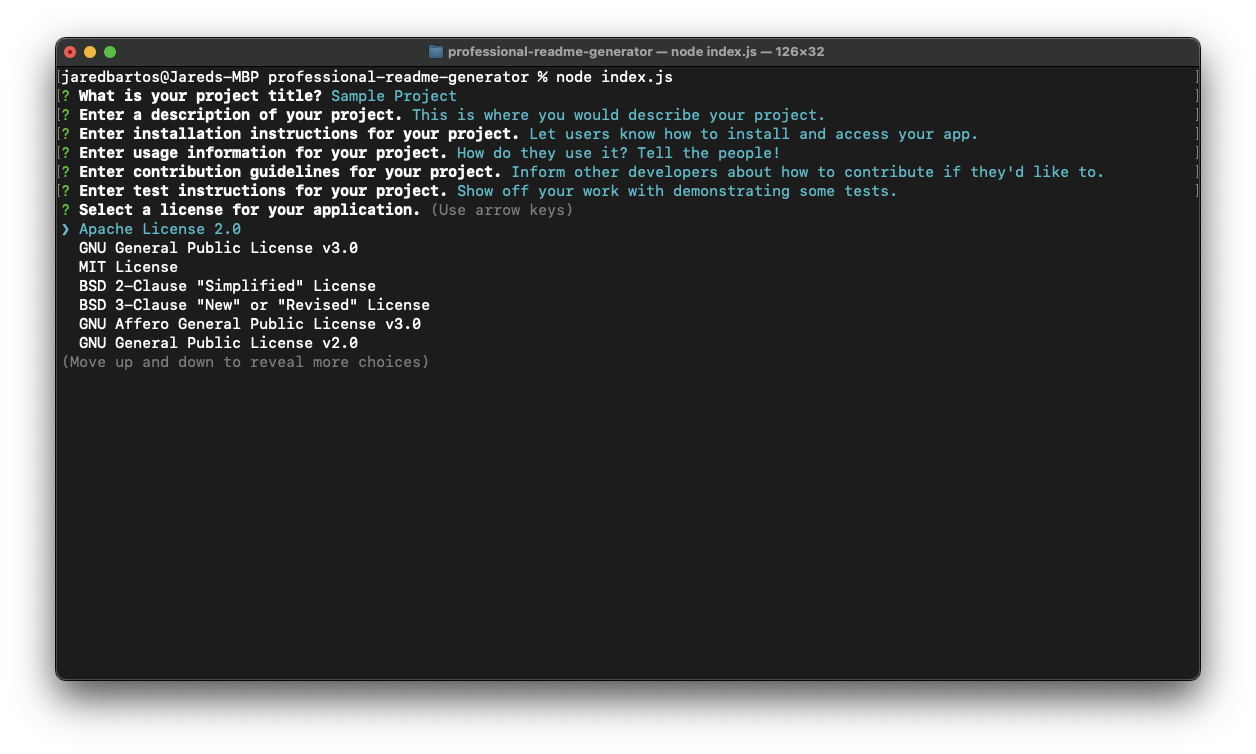 professional-readme-generator — node index.js — 126×32
[jaredbartos@Jareds-MBP professional-readme-generator % node index.js ]
[? What is your project title? Sample Project ]
[? Enter a description of your project. This is where you would describe your project. ]
[? Enter installation instructions for your project. Let users know how to install and access your app. ]
[? Enter usage information for your project. How do they use it? Tell the people! ]
[? Enter contribution guidelines for your project. Inform other developers about how to contribute if they'd like to. ]
[? Enter test instructions for your project. Show off your work with demonstrating some tests. ]
? Select a license for your application. (Use arrow keys)
❯ Apache License 2.0
GNU General Public License v3.0
MIT License
BSD 2-Clause "Simplified" License
BSD 3-Clause "New" or "Revised" License
GNU Affero General Public License v3.0
GNU General Public License v2.0
(Move up and down to reveal more choices)